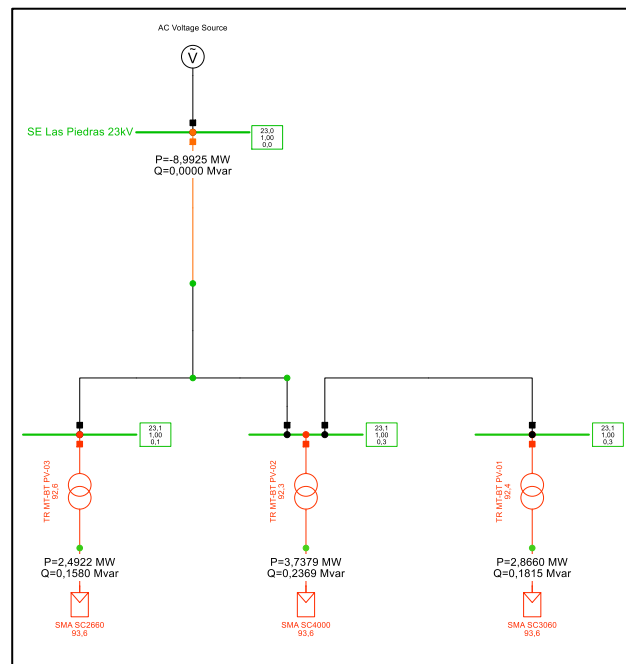 AC Voltage Source
Ṽ
SE Las Piedras 23kV
23,0
1,00
0,0
P=-8,9925 MW
Q=0,0000 Mvar
23,1
1,00
0,1
23,1
1,00
0,3
23,1
1,00
0,3
TR MT-BT PV-03
92,6
TR MT-BT PV-02
92,3
TR MT-BT PV-01
92,4
P=2,4922 MW
Q=0,1580 Mvar
P=3,7379 MW
Q=0,2369 Mvar
P=2,8660 MW
Q=0,1815 Mvar
SMA SC2660
93,6
SMA SC4000
93,6
SMA SC3060
93,6